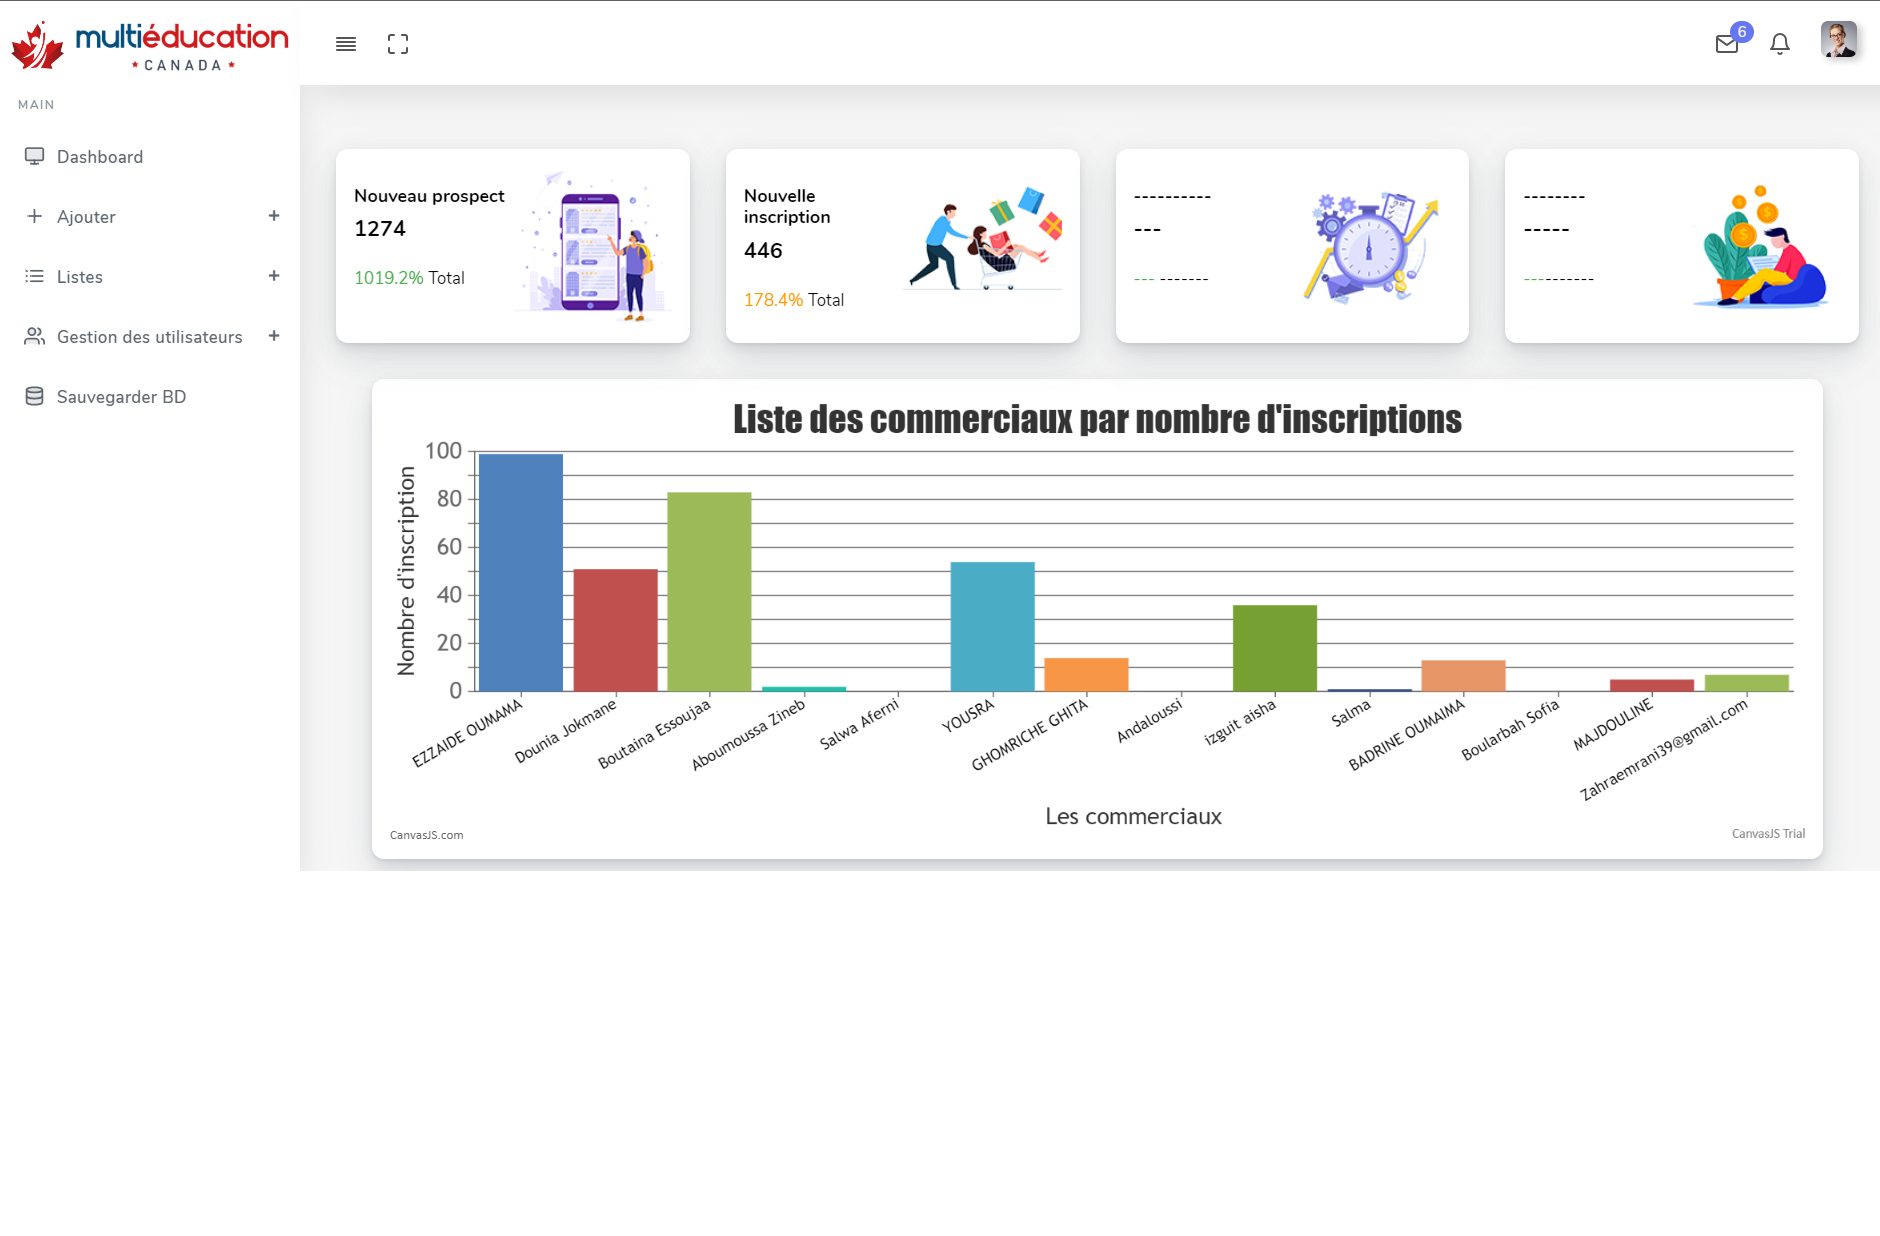 multiéducation
CANADA
MAIN
Dashboard
Ajouter +
Listes +
Gestion des utilisateurs +
Sauvegarder BD
6
Nouveau prospect
1274
1019.2% Total
Nouvelle
inscription
446
178.4% Total
----------
---
--- -------
--------
-----
----------
Liste des commerciaux par nombre d'inscriptions
Nombre d'inscription
100
80
60
40
20
0
EZZAIDE OUMAMA
Dounia Jokmane
Boutaina Essoujaa
Aboumoussa Zineb
Salwa Aferni
YOUSRA
GHOMRICHE GHITA
Andaloussi
izguit aisha
Salma
BADRINE OUMAIMA
Boularbah Sofia
MAJDOULINE
Zahraemrani39@gmail.com
Les commerciaux
CanvasJS.com
CanvasJS Trial